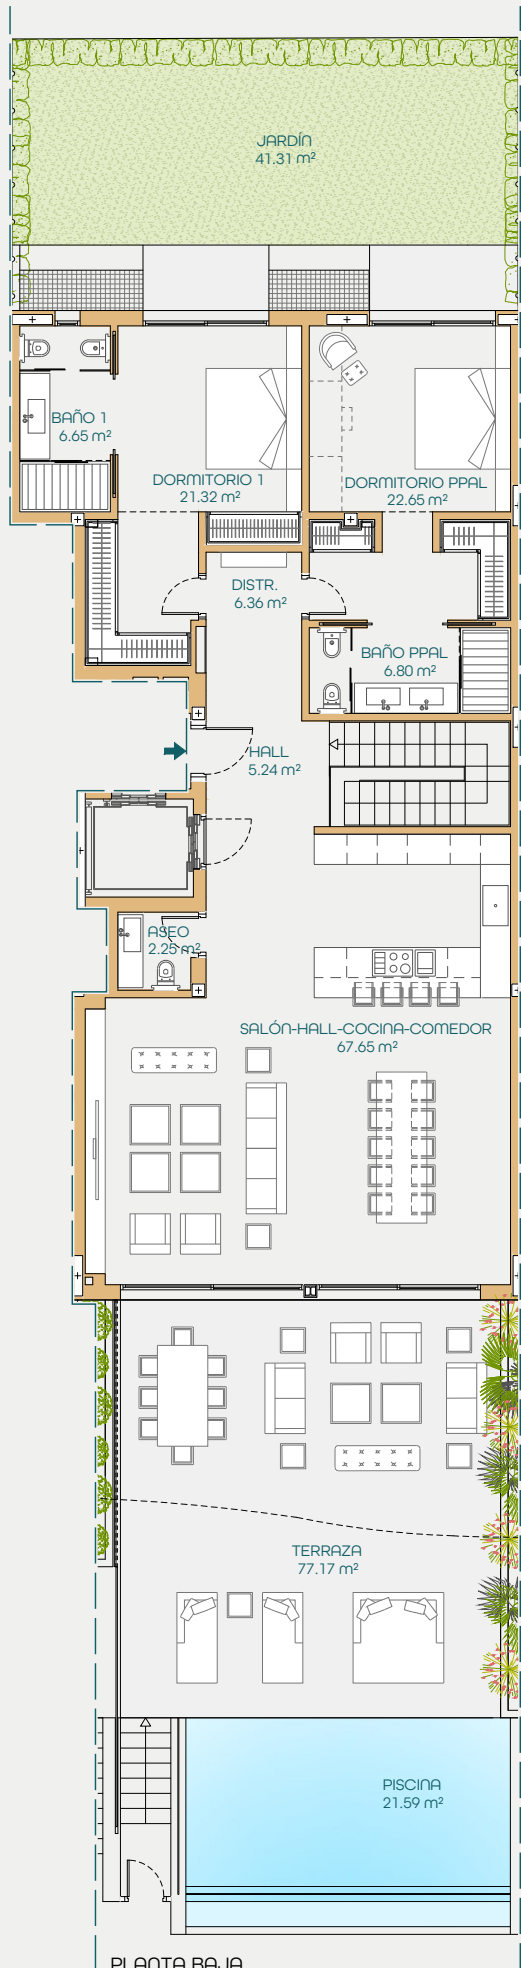 JARDÍN
41.31 m²
BAÑO 1
6.65 m²
DORMITORIO 1
21.32 m²
DORMITORIO PPAL
22.65 m²
DISTR.
6.36 m²
BAÑO PPAL
6.80 m²
HALL
5.24 m²
ASEO
2.25 m²
SALÓN-HALL-COCINA-COMEDOR
67.65 m²
TERRAZA
77.17 m²
PISCINA
21.59 m²
PLANTA BAJA